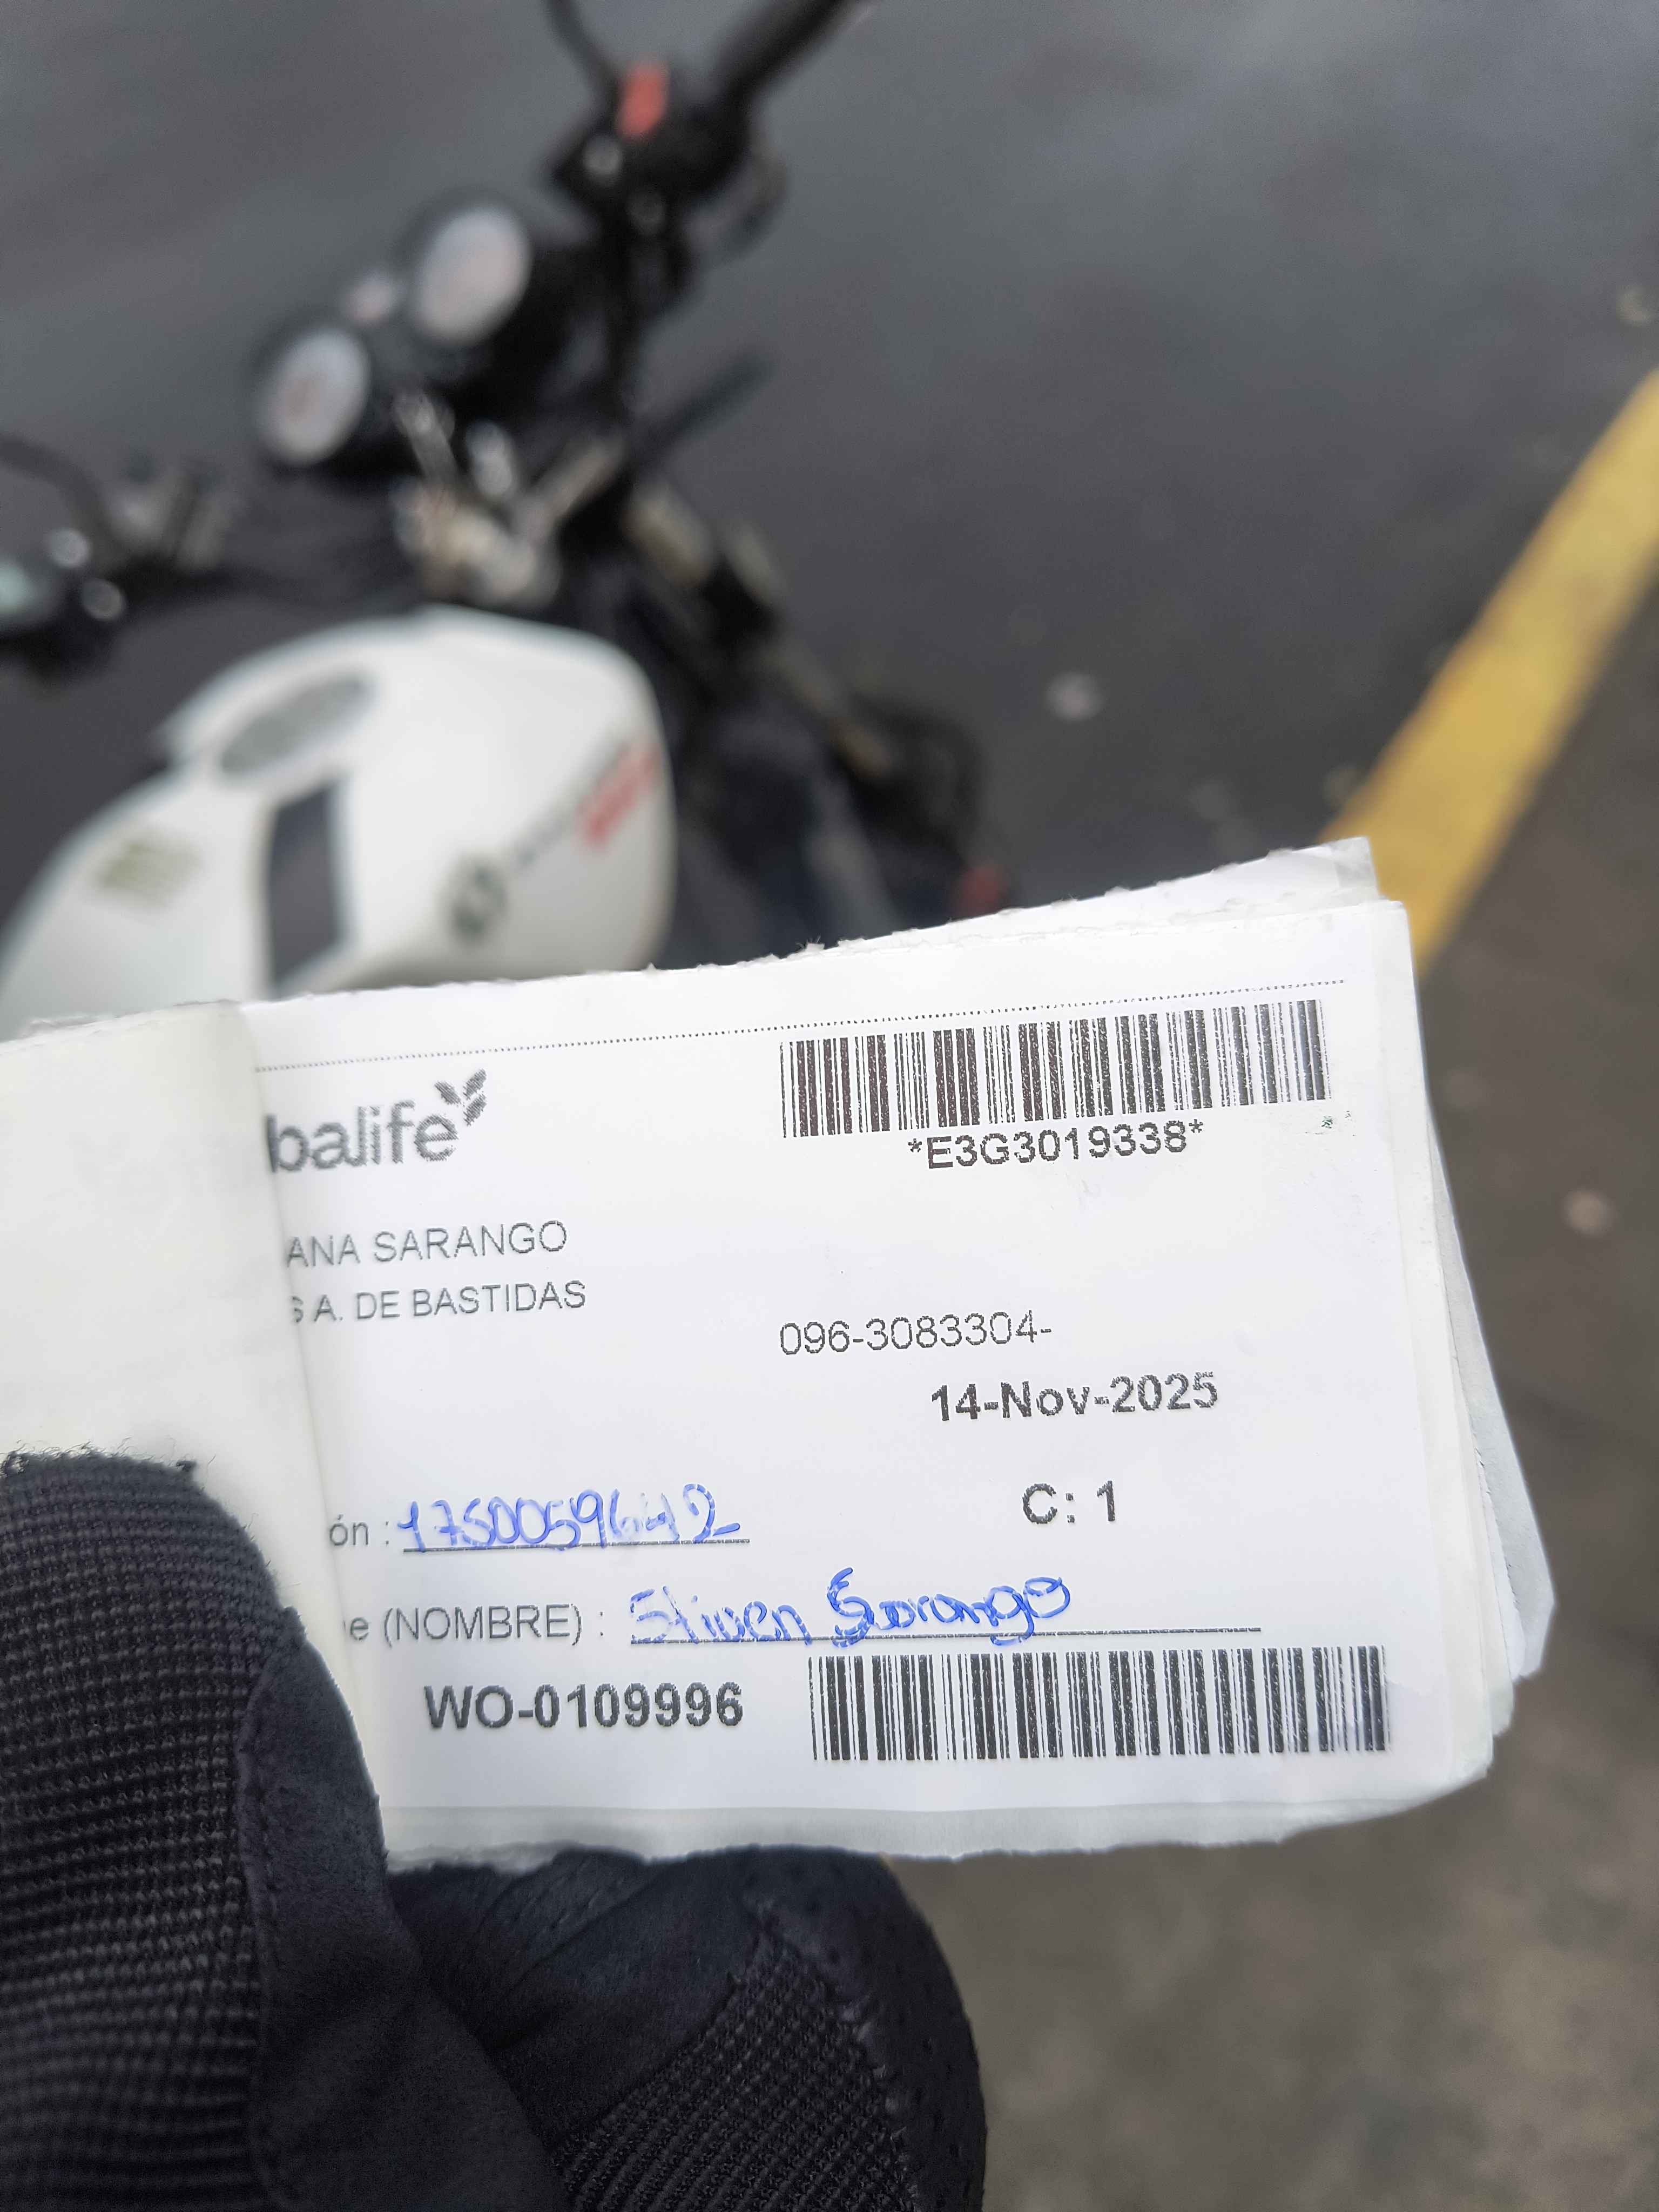 balife
*E3G3019338*
ANA SARANGO
S A. DE BASTIDAS
096-3083304-
14-Nov-2025
ón : 1750059642
C: 1
e (NOMBRE) : Stiven Sarango
WO-0109996